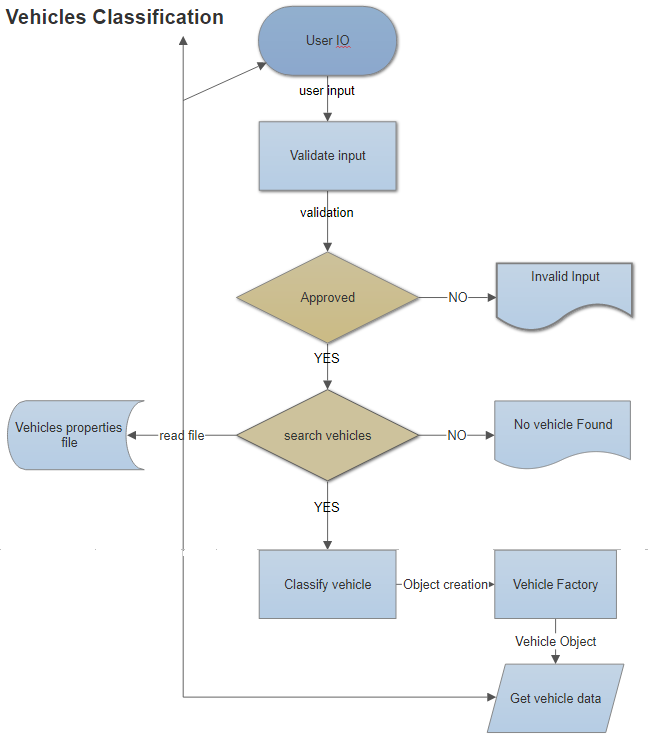 Vehicles Classification
User IO
user input
Validate input
validation
Approved
NO
Invalid Input
YES
Vehicles properties
file
read file
search vehicles
NO
No vehicle Found
YES
Classify vehicle
Object creation
Vehicle Factory
Vehicle Object
Get vehicle data